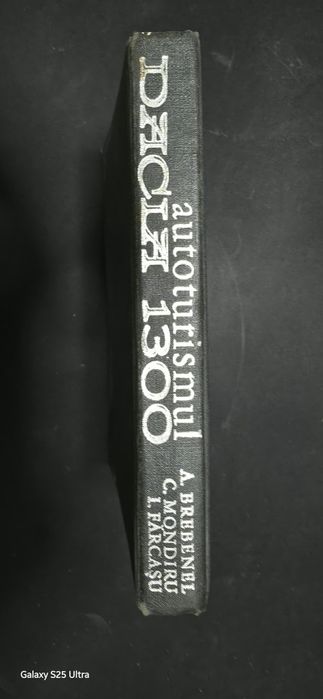 autoturismul
DACIA 1300
A. BREBENEL
C. MONDIRU
I. FĂRCAȘU
Galaxy S25 Ultra